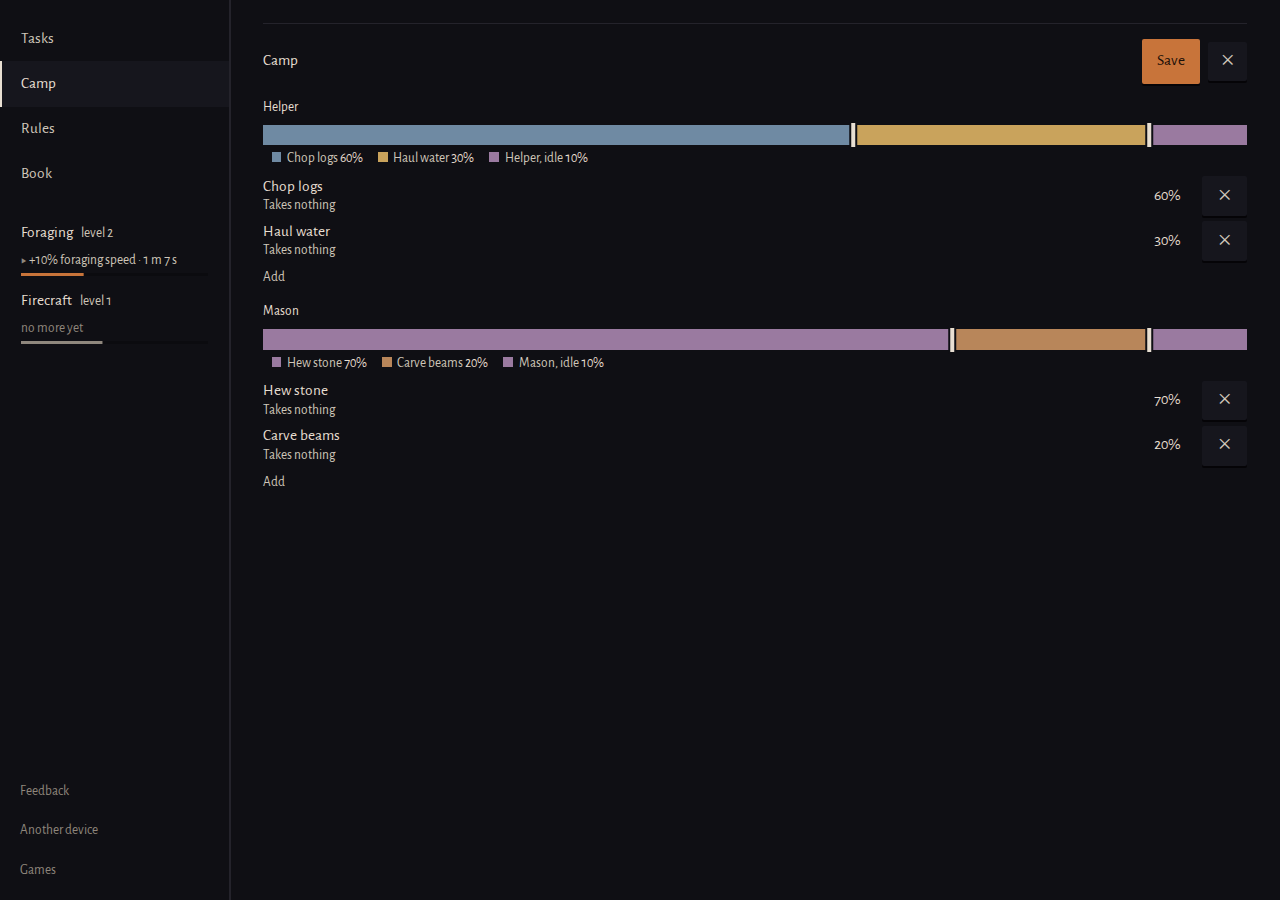 Tasks
Camp
Rules
Book
Foraging level 2
▸ +10% foraging speed · 1 m 7 s
Firecraft level 1
no more yet
Feedback
Another device
Games
Camp
Save ×
Helper
Chop logs 60% Haul water 30% Helper, idle 10%
Chop logs
Takes nothing
60% ×
Haul water
Takes nothing
30% ×
Add
Mason
Hew stone 70% Carve beams 20% Mason, idle 10%
Hew stone
Takes nothing
70% ×
Carve beams
Takes nothing
20% ×
Add